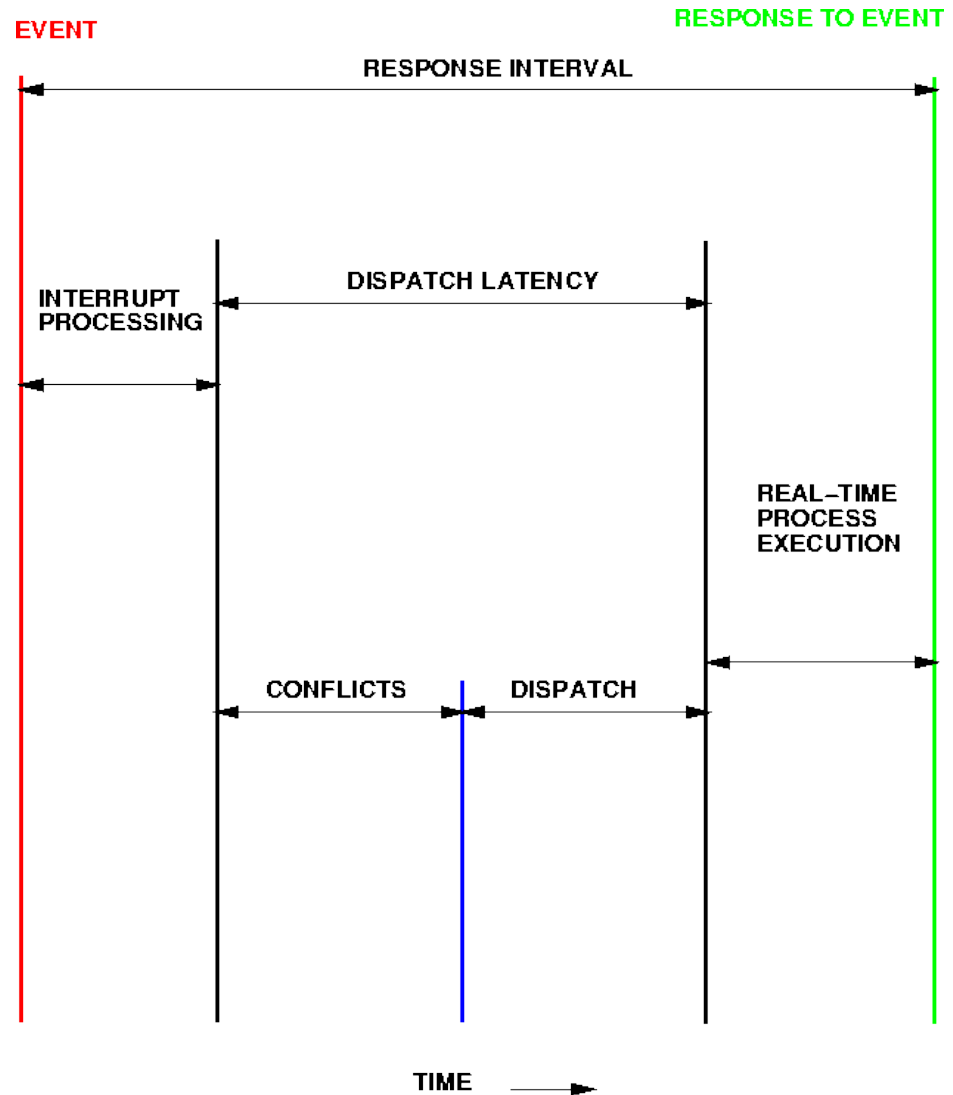 EVENT
RESPONSE TO EVENT
RESPONSE INTERVAL
DISPATCH LATENCY
INTERRUPT
PROCESSING
REAL–TIME
PROCESS
EXECUTION
CONFLICTS
DISPATCH
TIME